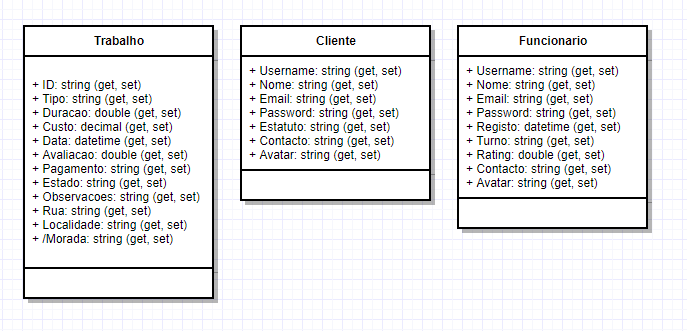 Trabalho
+ ID: string (get, set)
+ Tipo: string (get, set)
+ Duracao: double (get, set)
+ Custo: decimal (get, set)
+ Data: datetime (get, set)
+ Avaliacao: double (get, set)
+ Pagamento: string (get, set)
+ Estado: string (get, set)
+ Observacoes: string (get, set)
+ Rua: string (get, set)
+ Localidade: string (get, set)
+ /Morada: string (get, set)
Cliente
+ Username: string (get, set)
+ Nome: string (get, set)
+ Email: string (get, set)
+ Password: string (get, set)
+ Estatuto: string (get, set)
+ Contacto: string (get, set)
+ Avatar: string (get, set)
Funcionario
+ Username: string (get, set)
+ Nome: string (get, set)
+ Email: string (get, set)
+ Password: string (get, set)
+ Registo: datetime (get, set)
+ Turno: string (get, set)
+ Rating: double (get, set)
+ Contacto: string (get, set)
+ Avatar: string (get, set)